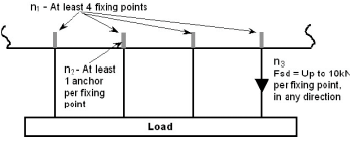 n₁ - At least 4 fixing points
n₂ - At least
1 anchor
per fixing
point
n₃
Fsd = Up to 10kN
per fixing point,
in any direction
Load